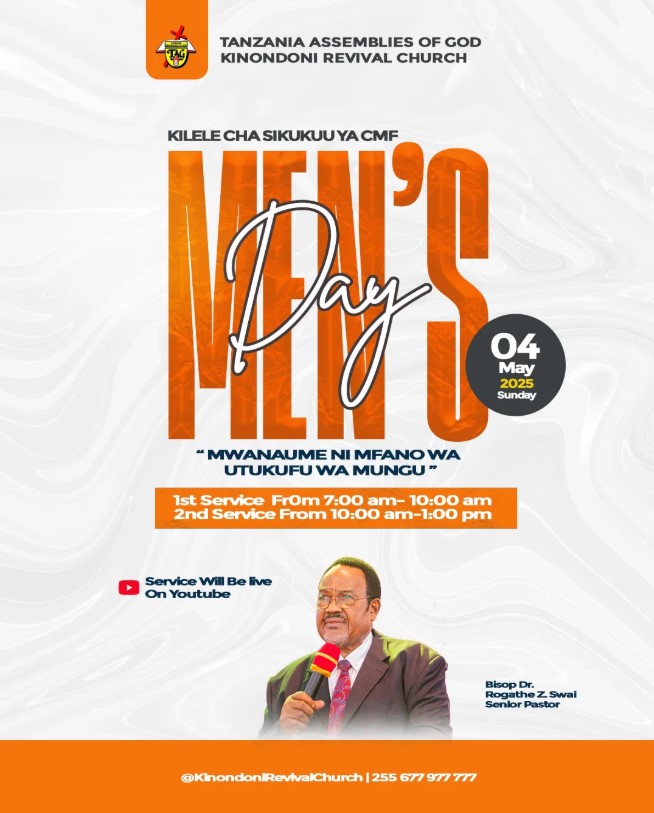 TAG
TANZANIA ASSEMBLIES OF GOD
KINONDONI REVIVAL CHURCH
KILELE CHA SIKUKUU YA CMF
MEN'S
Day
04
May
2025
Sunday
“ MWANAUME NI MFANO WA
UTUKUFU WA MUNGU ”
1st Service Fr0m 7:00 am- 10:00 am
2nd Service From 10:00 am-1:00 pm
Service Will Be live
On Youtube
Bisop Dr.
Rogathe Z. Swai
Senior Pastor
@KinondoniRevivalChurch | 255 677 977 777